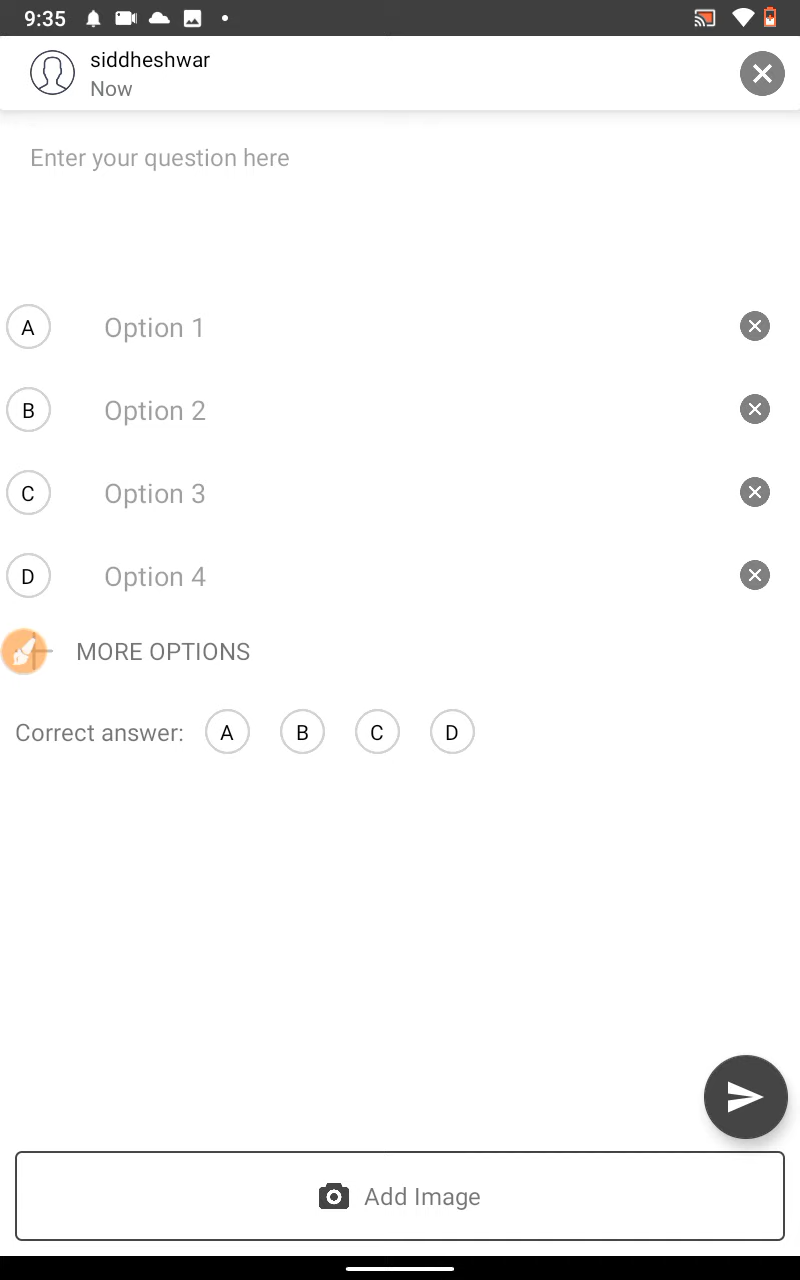 9:35
siddheshwar
Now
Enter your question here
A Option 1
B Option 2
C Option 3
D Option 4
MORE OPTIONS
Correct answer: A B C D
Add Image